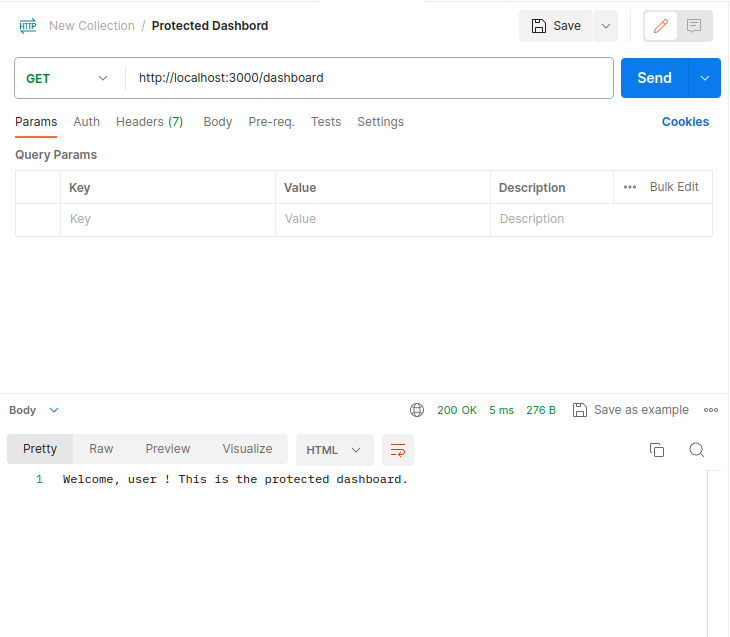 HTTP New Collection / Protected Dashbord Save
GET http://localhost:3000/dashboard Send
Params Auth Headers (7) Body Pre-req. Tests Settings Cookies
Query Params
Key Value Description ••• Bulk Edit
Key Value Description
Body 200 OK 5 ms 276 B Save as example
Pretty Raw Preview Visualize HTML
1 Welcome, user ! This is the protected dashboard.